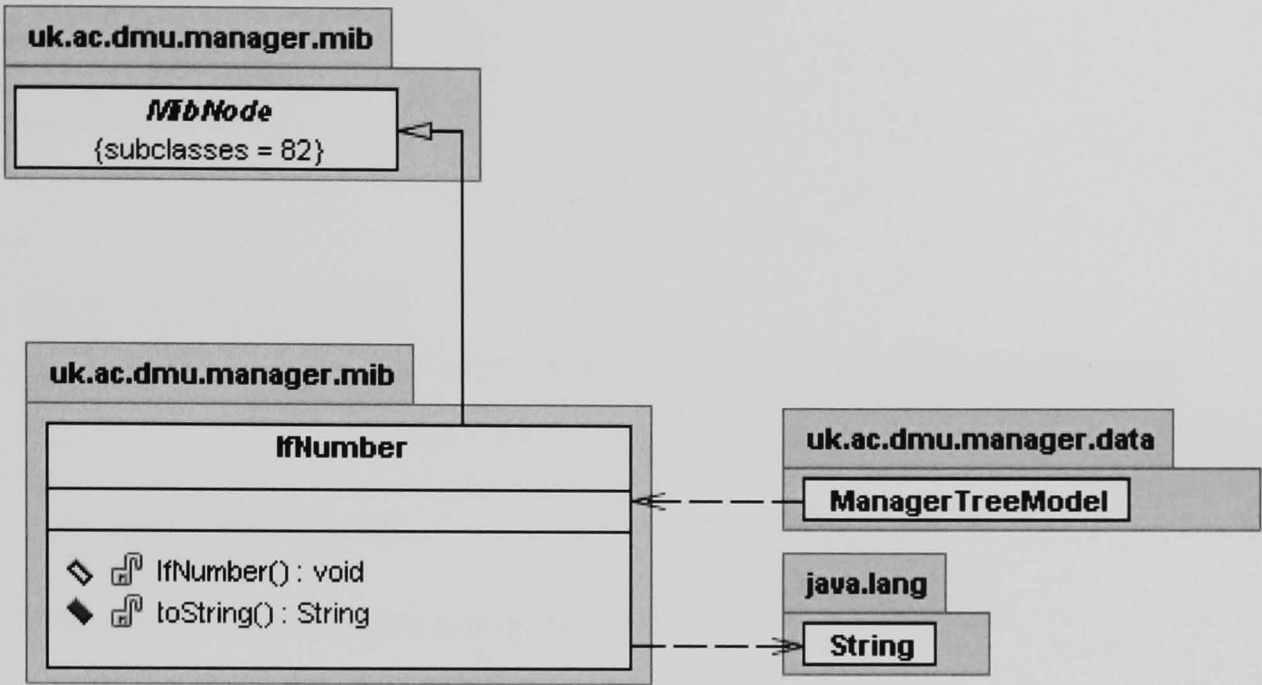 uk.ac.dmu.manager.mib
MibNode
{subclasses = 82}
uk.ac.dmu.manager.mib
IfNumber
IfNumber() : void
toString() : String
uk.ac.dmu.manager.data
ManagerTreeModel
java.lang
String